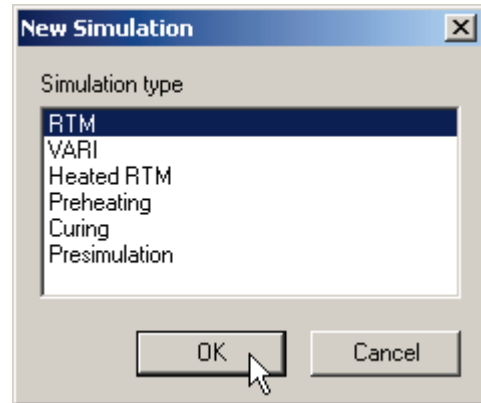 New Simulation
Simulation type
RTM
VARI
Heated RTM
Preheating
Curing
Presimulation
OK
Cancel